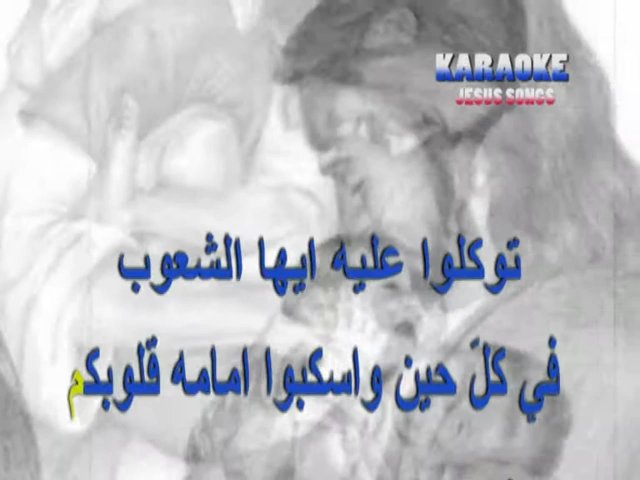 KARAOKE
JESUS SONGS
توكلوا عليه ايها الشعوب
في كلَ حين واسكبوا امامه قلوبكم